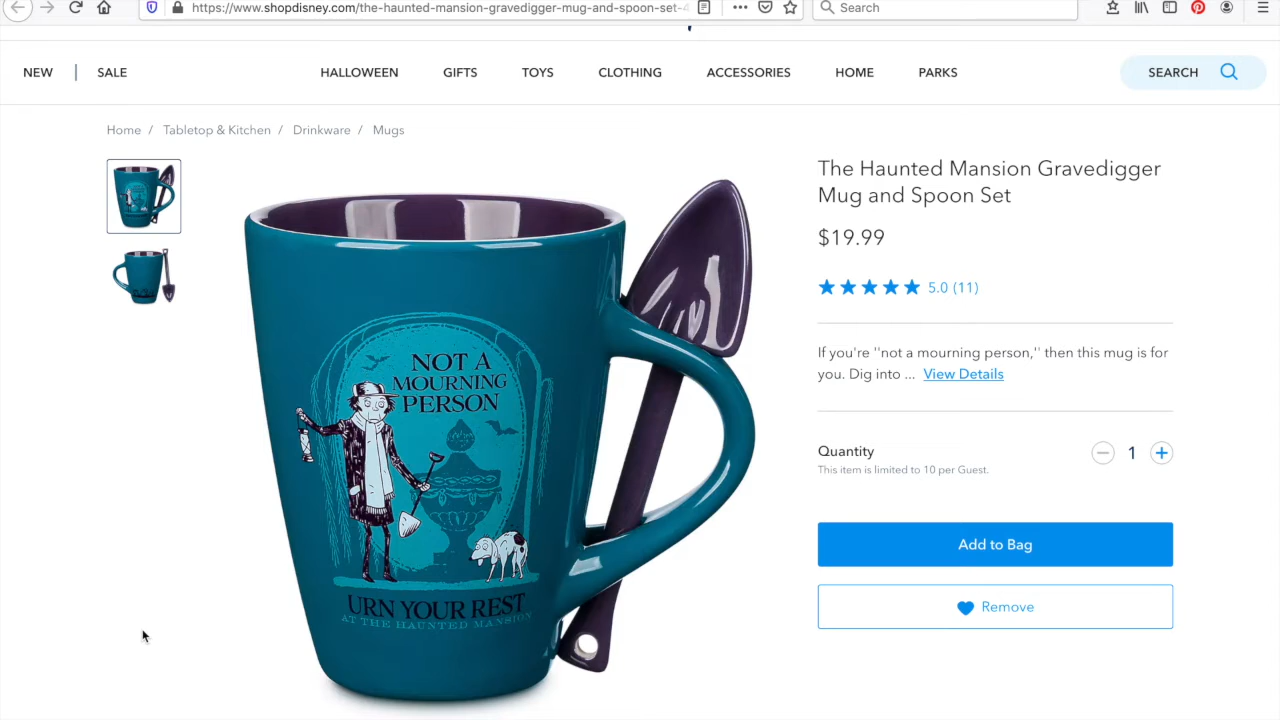 https://www.shopdisney.com/the-haunted-mansion-gravedigger-mug-and-spoon-set-4
Search
NEW
SALE
HALLOWEEN
GIFTS
TOYS
CLOTHING
ACCESSORIES
HOME
PARKS
SEARCH
Home / Tabletop & Kitchen / Drinkware / Mugs
The Haunted Mansion Gravedigger
Mug and Spoon Set
$19.99
5.0 (11)
If you're ''not a mourning person,'' then this mug is for
you. Dig into ... View Details
Quantity
This item is limited to 10 per Guest.
1
Add to Bag
Remove
NOT A
MOURNING
PERSON
URN YOUR REST
AT THE HAUNTED MANSION